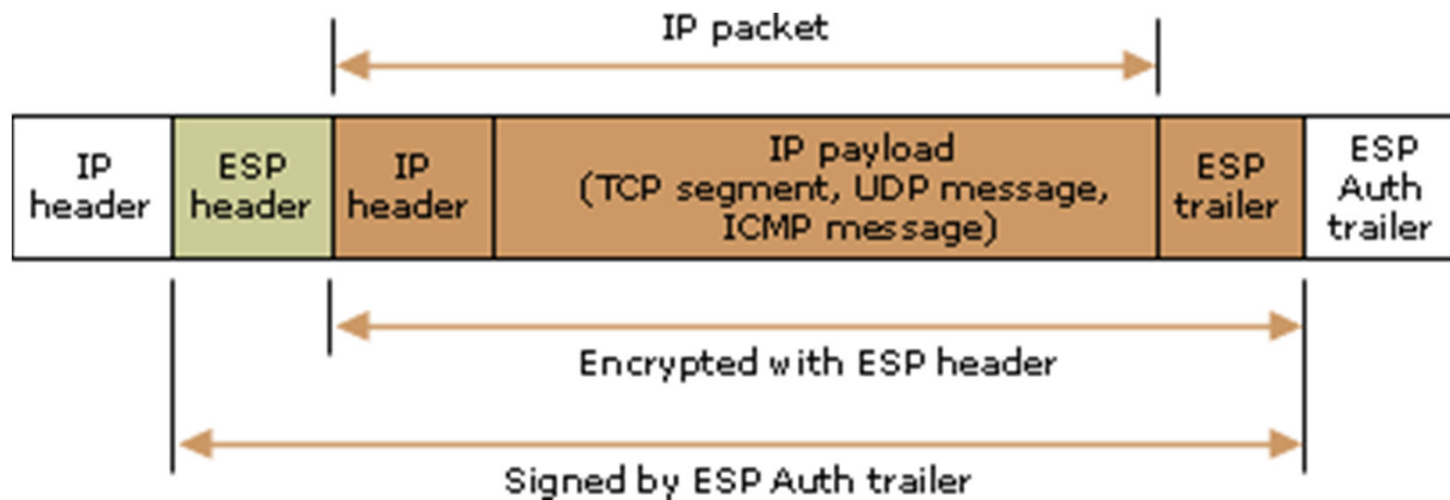 IP packet
IP
header
ESP
header
IP
header
IP payload
(TCP segment, UDP message,
ICMP message)
ESP
trailer
ESP
Auth
trailer
Encrypted with ESP header
Signed by ESP Auth trailer